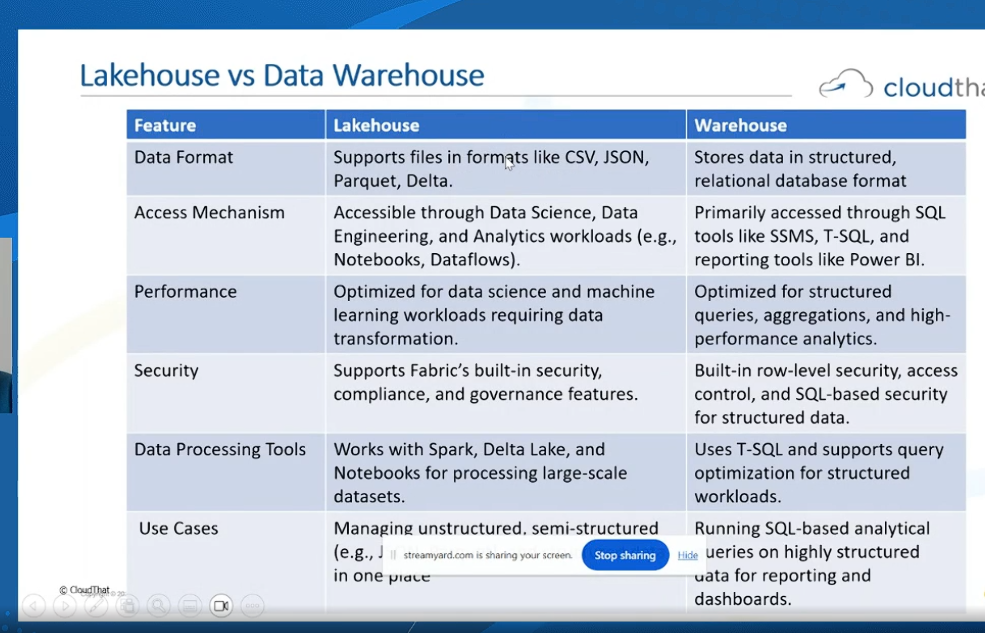 Lakehouse vs Data Warehouse
cloudtha
Feature
Lakehouse
Warehouse
Data Format
Supports files in formats like CSV, JSON,
Parquet, Delta.
Stores data in structured,
relational database format
Access Mechanism
Accessible through Data Science, Data
Engineering, and Analytics workloads (e.g.,
Notebooks, Dataflows).
Primarily accessed through SQL
tools like SSMS, T-SQL, and
reporting tools like Power BI.
Performance
Optimized for data science and machine
learning workloads requiring data
transformation.
Optimized for structured
queries, aggregations, and high-
performance analytics.
Security
Supports Fabric's built-in security,
compliance, and governance features.
Built-in row-level security, access
control, and SQL-based security
for structured data.
Data Processing Tools
Works with Spark, Delta Lake, and
Notebooks for processing large-scale
datasets.
Uses T-SQL and supports query
optimization for structured
workloads.
Use Cases
Managing unstructured, semi-structured
(e.g.,
in one place
Running SQL-based analytical
queries on highly structured
data for reporting and
dashboards.
streamyard.com is sharing your screen.
Stop sharing
Hide
© CloudThat